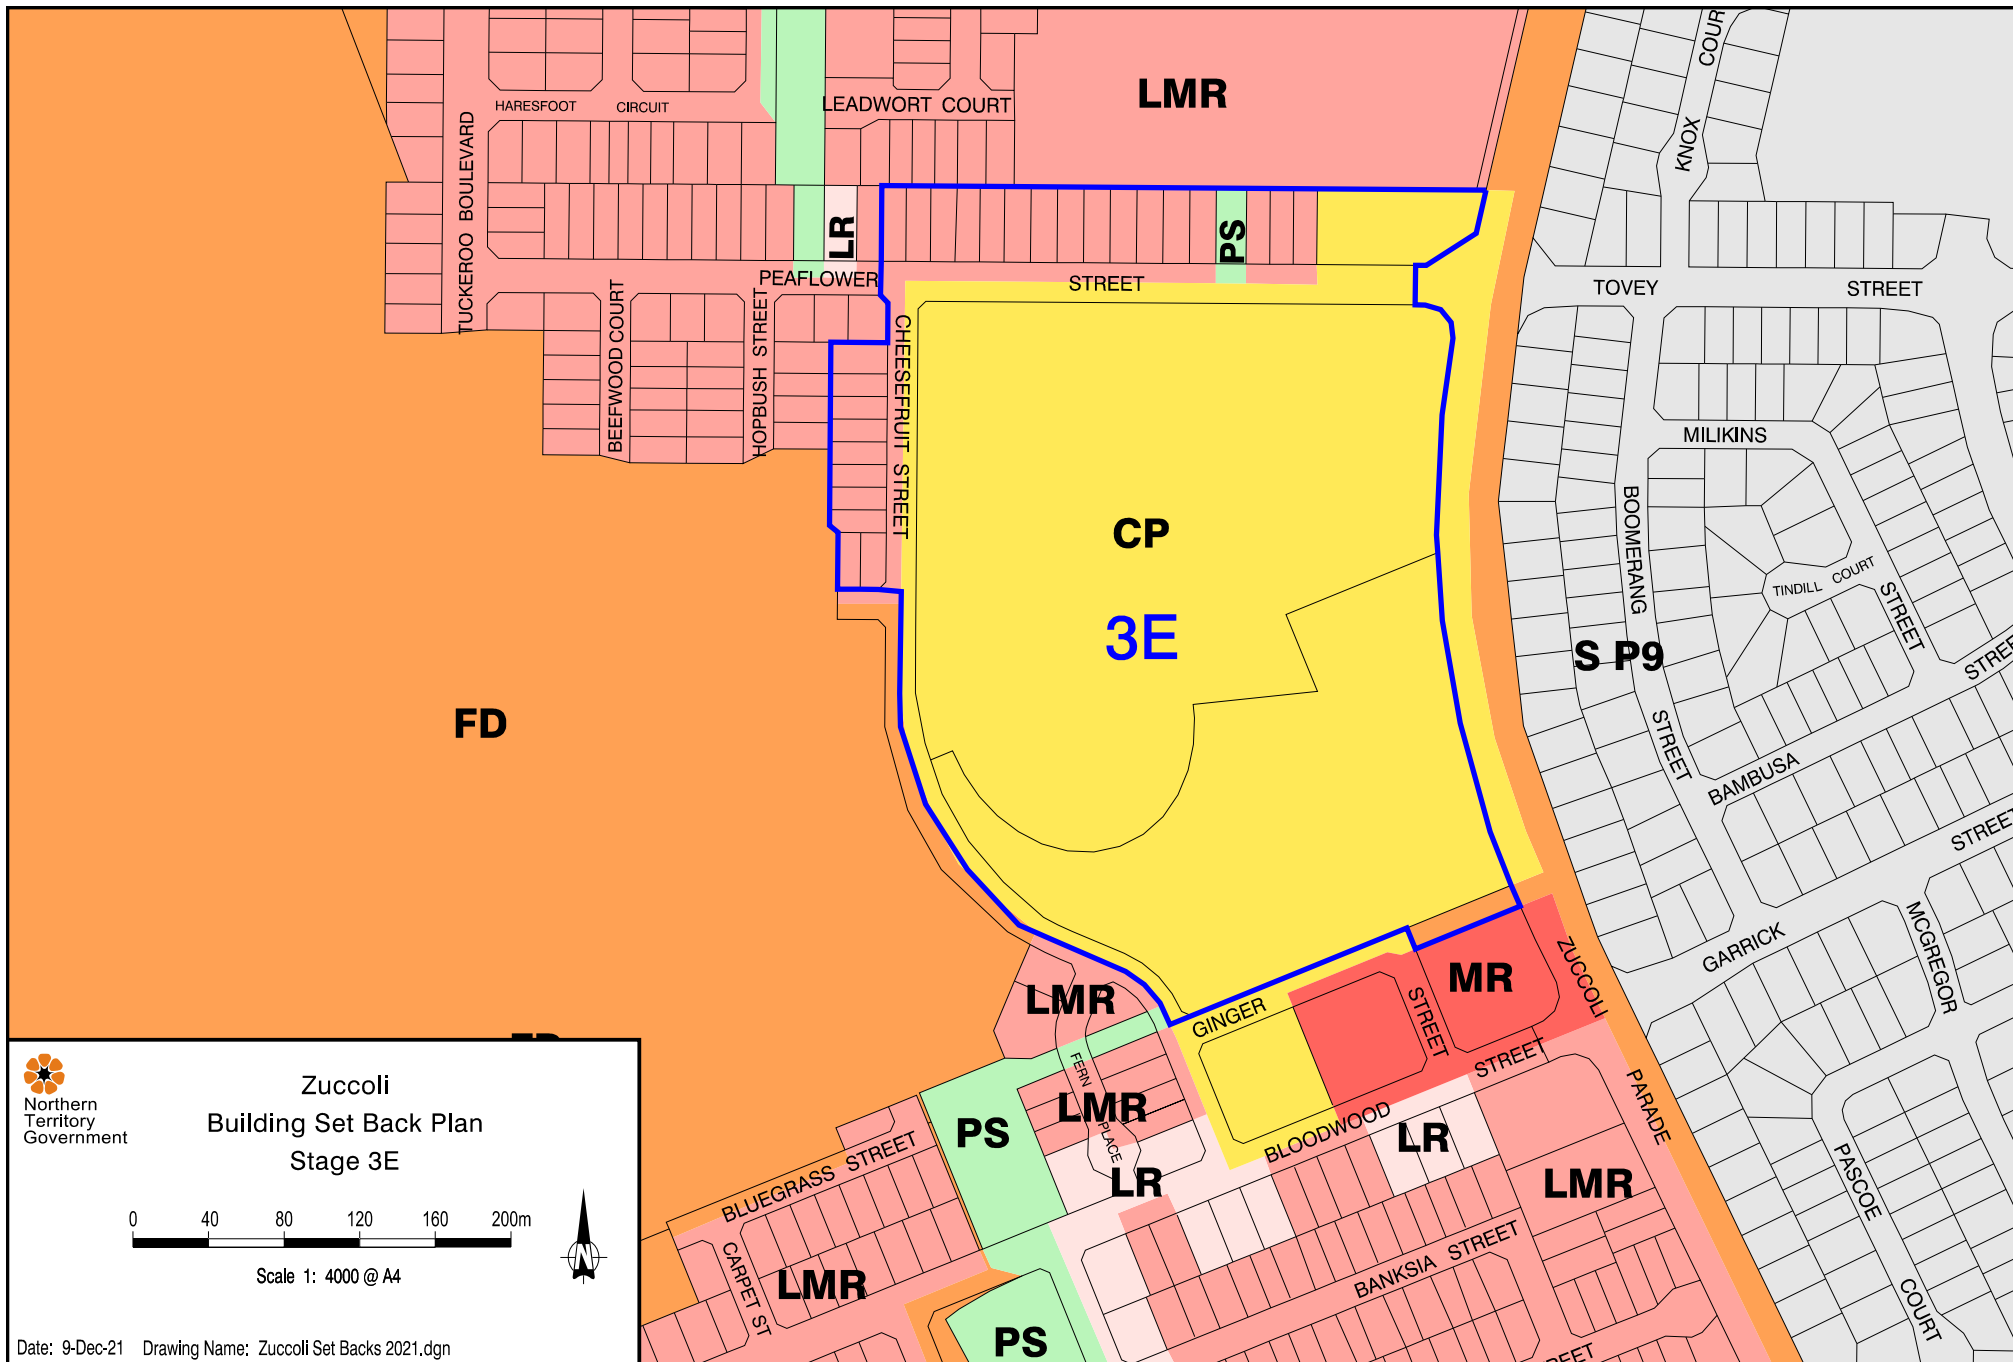 COUR
KNOX
LMR
HARESFOOT CIRCUIT
LEADWORT COURT
TUCKEROO BOULEVARD
LR
PS
PEAFLOWER STREET
TOVEY STREET
BEEFWOOD COURT
HOPBUSH STREET
CHEESEFRUIT STREET
MILIKINS STREET
CP
BOOMERANG STREET
TINDILL COURT
3E
S P9
STREE
FD
BAMBUSA
STREET
GARRICK
MCGREGOR
ZUCCOLI PARADE
MR
LMR
GINGER STREET
BLOODWOOD STREET
FERN PLACE
LMR
PS
LR
LR
LMR
BLUEGRASS STREET
CARPET ST
LMR
BANKSIA STREET
PASCOE COURT
PS
REET
Northern
Territory
Government
Zuccoli
Building Set Back Plan
Stage 3E
0 40 80 120 160 200m
N
Scale 1: 4000 @ A4
Date: 9-Dec-21 Drawing Name: Zuccoli Set Backs 2021.dgn